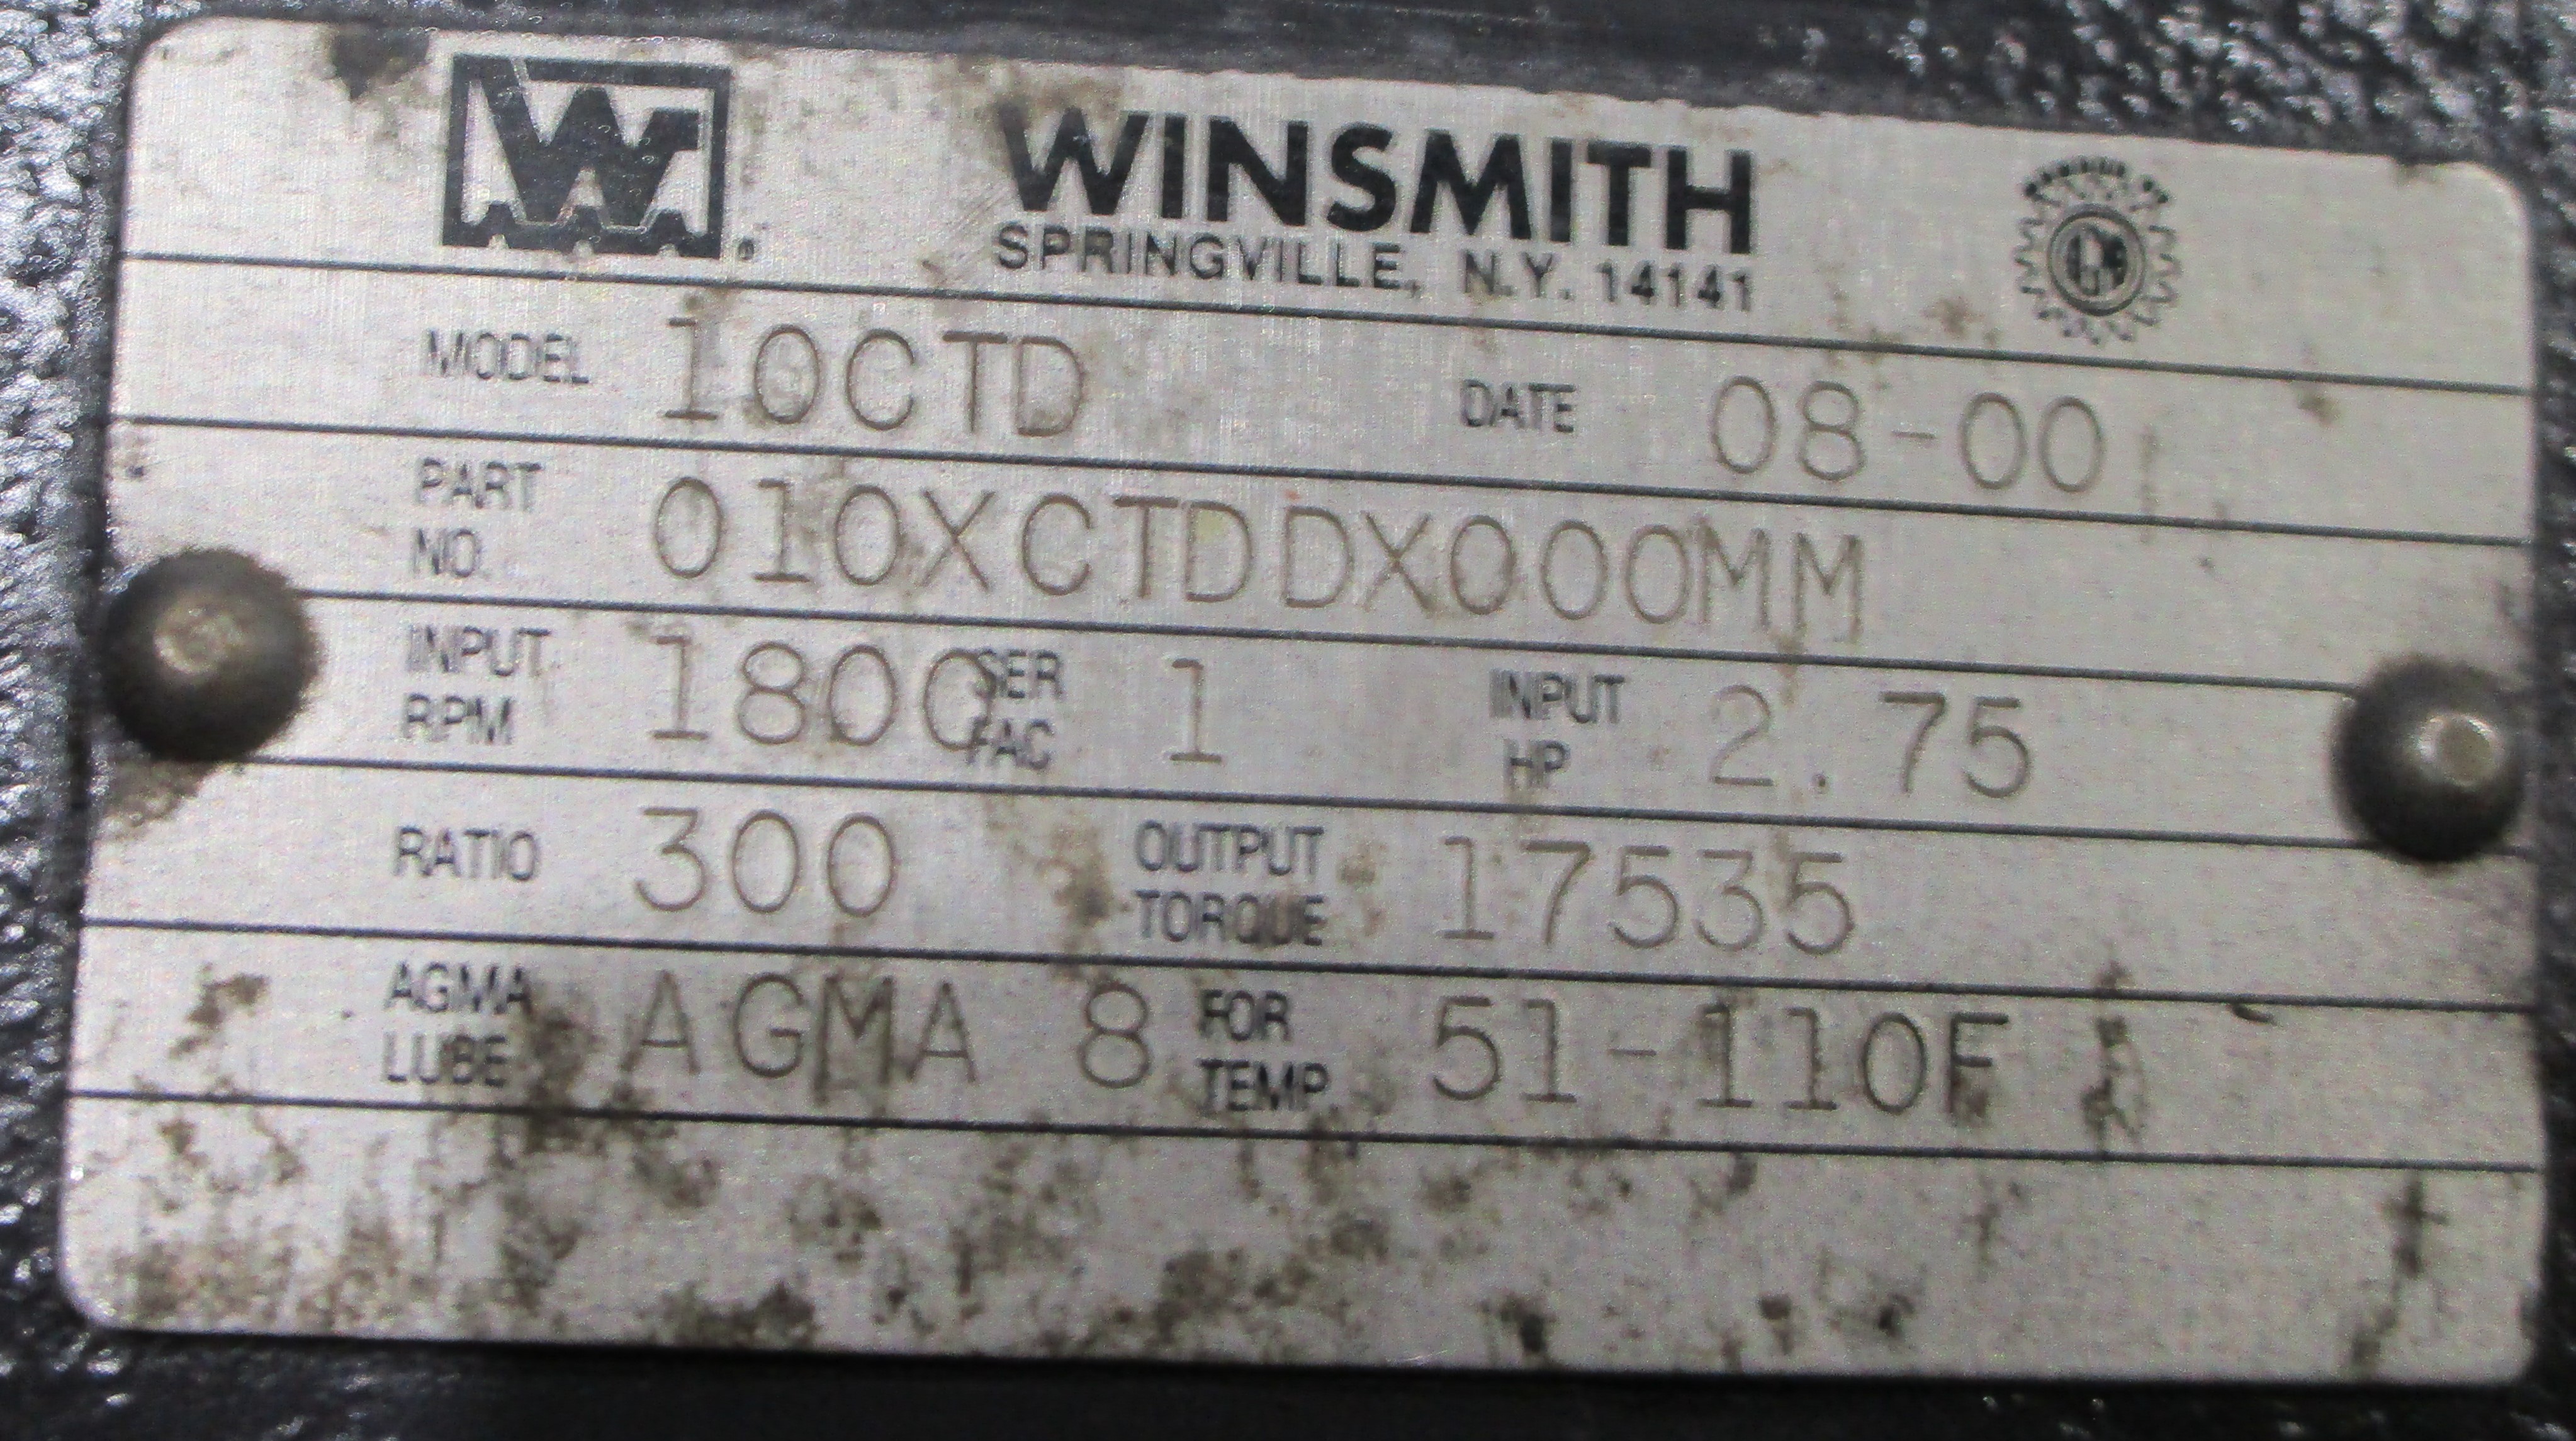 WINSMITH
SPRINGVILLE, N.Y. 14141
MODEL 10CTD DATE 08-00
PART NO. 010XCTDDX000MM
INPUT RPM 1800 SER FAC 1 INPUT HP 2.75
RATIO 300 OUTPUT TORQUE 17535
AGMA LUBE AGMA 8 FOR TEMP. 51-110F